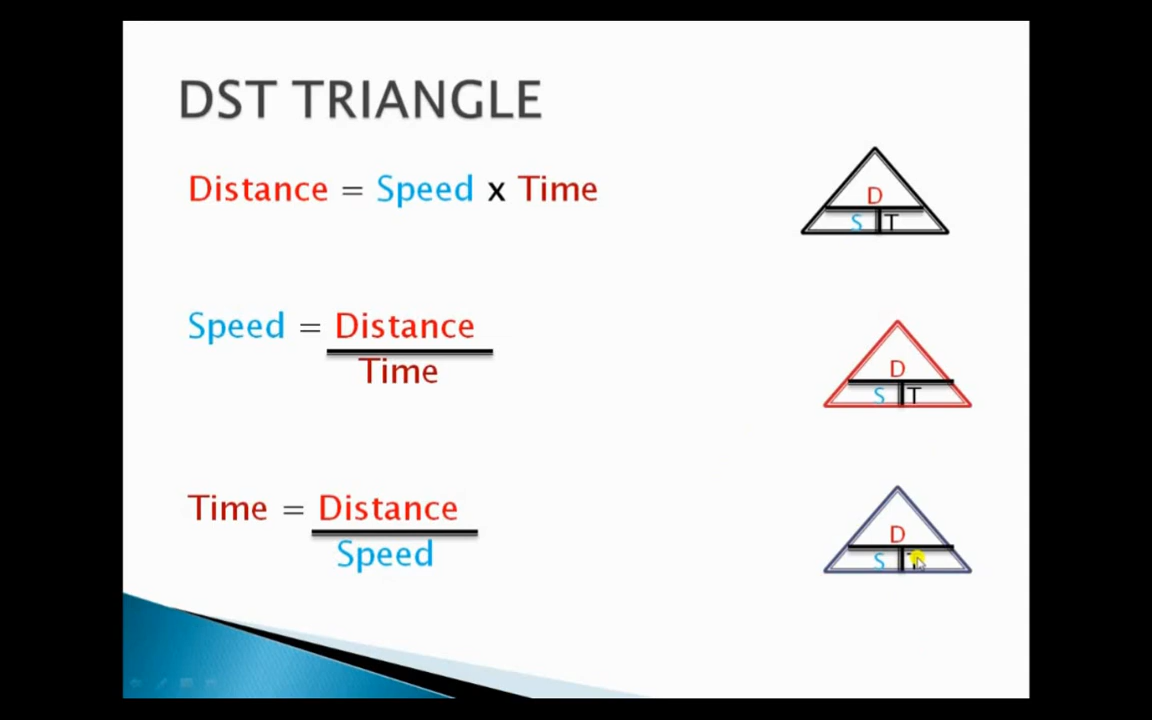 DST TRIANGLE
Distance = Speed x Time
D
S T
Speed = Distance
Time
D
S T
Time = Distance
Speed
D
S T